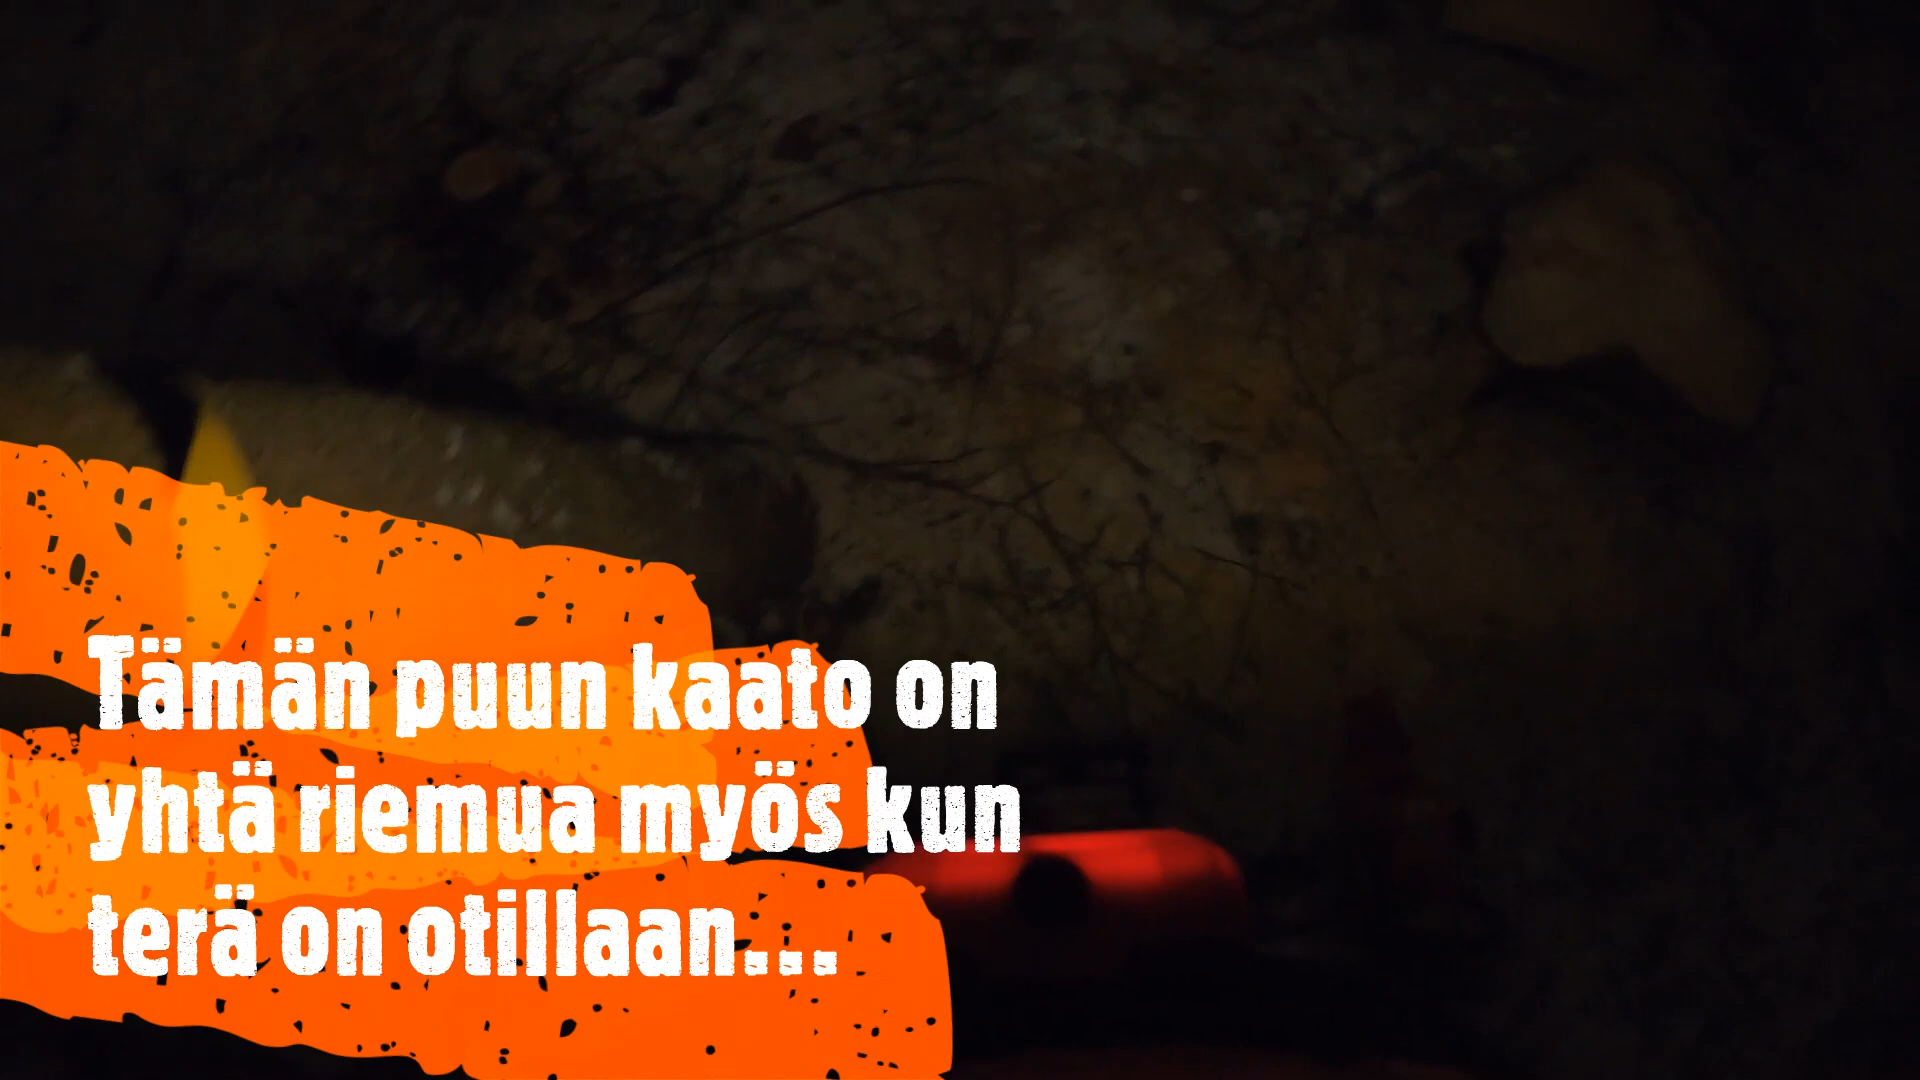 Tämän puun kaato on
yhtä riemua myös kun
terä on otillaan...